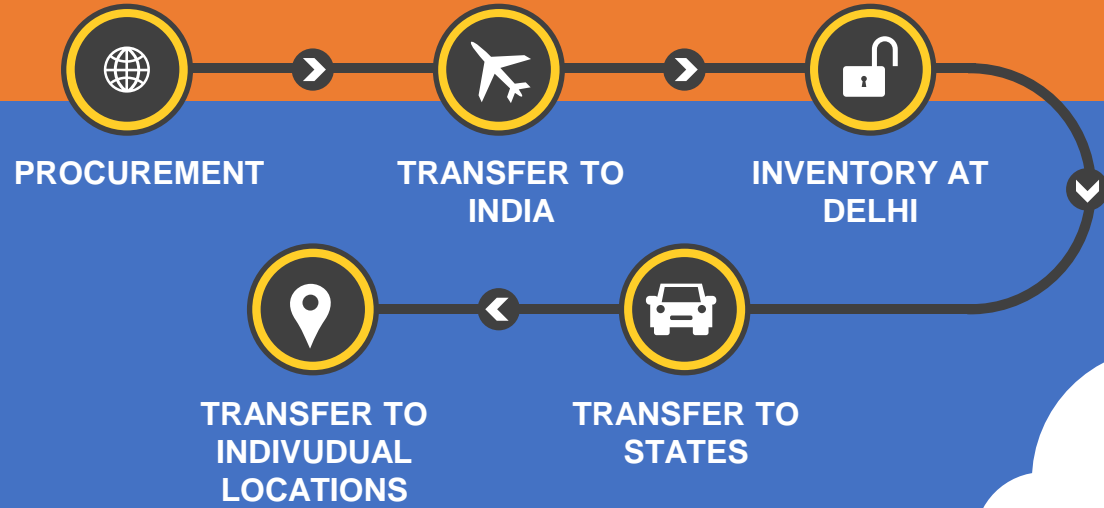 PROCUREMENT
TRANSFER TO
INDIA
INVENTORY AT
DELHI
TRANSFER TO
INDIVUDUAL
LOCATIONS
TRANSFER TO
STATES